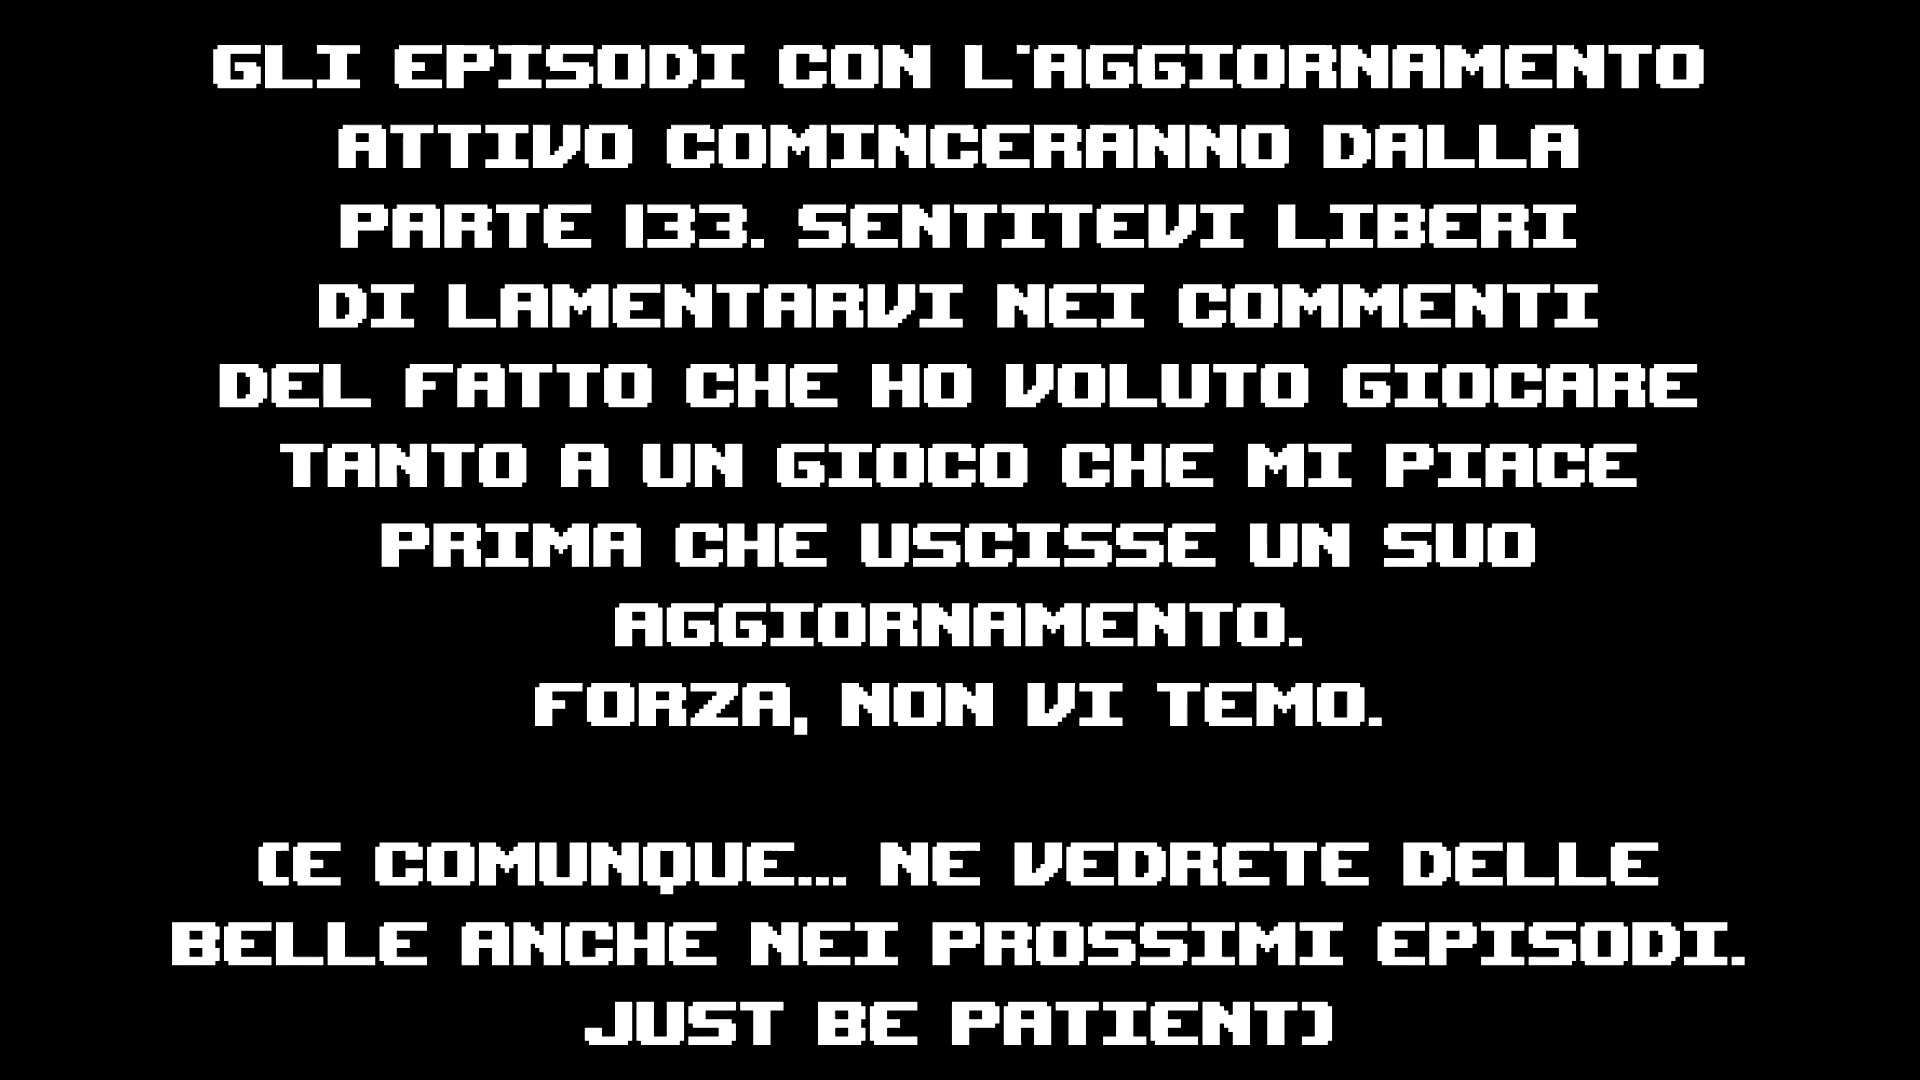 GLI EPISODI CON L'AGGIORNAMENTO
ATTIVO COMINCERANNO DALLA
PARTE 133. SENTITEVI LIBERI
DI LAMENTARVI NEI COMMENTI
DEL FATTO CHE HO VOLUTO GIOCARE
TANTO A UN GIOCO CHE MI PIACE
PRIMA CHE USCISSE UN SUO
AGGIORNAMENTO.
FORZA, NON VI TEMO.
(E COMUNQUE... NE VEDRETE DELLE
BELLE ANCHE NEI PROSSIMI EPISODI.
JUST BE PATIENT)